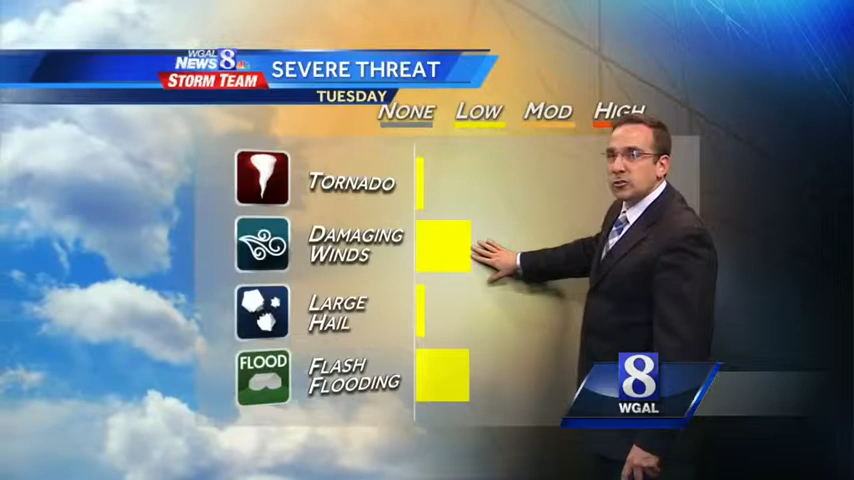 WGAL
NEWS 8
STORM TEAM
SEVERE THREAT
TUESDAY
NONE LOW MOD HIGH
TORNADO
DAMAGING
WINDS
LARGE
HAIL
FLOOD
FLASH
FLOODING
8
WGAL